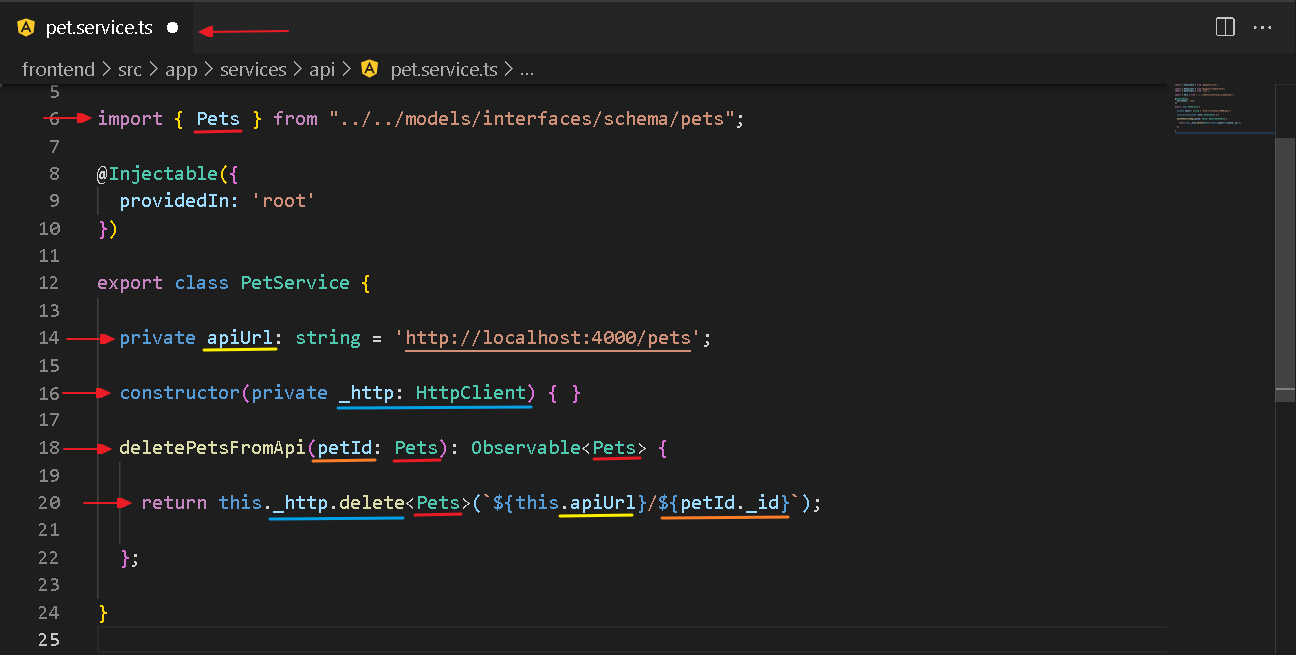 pet.service.ts
frontend > src > app > services > api > pet.service.ts > ...
5
6 import { Pets } from "../../models/interfaces/schema/pets";
7
8 @Injectable({
9 providedIn: 'root'
10 })
11
12 export class PetService {
13
14 private apiUrl: string = 'http://localhost:4000/pets';
15
16 constructor(private _http: HttpClient) { }
17
18 deletePetsFromApi(petId: Pets): Observable<Pets> {
19
20 return this._http.delete<Pets>(`${this.apiUrl}/${petId._id}`);
21
22 };
23
24 }
25